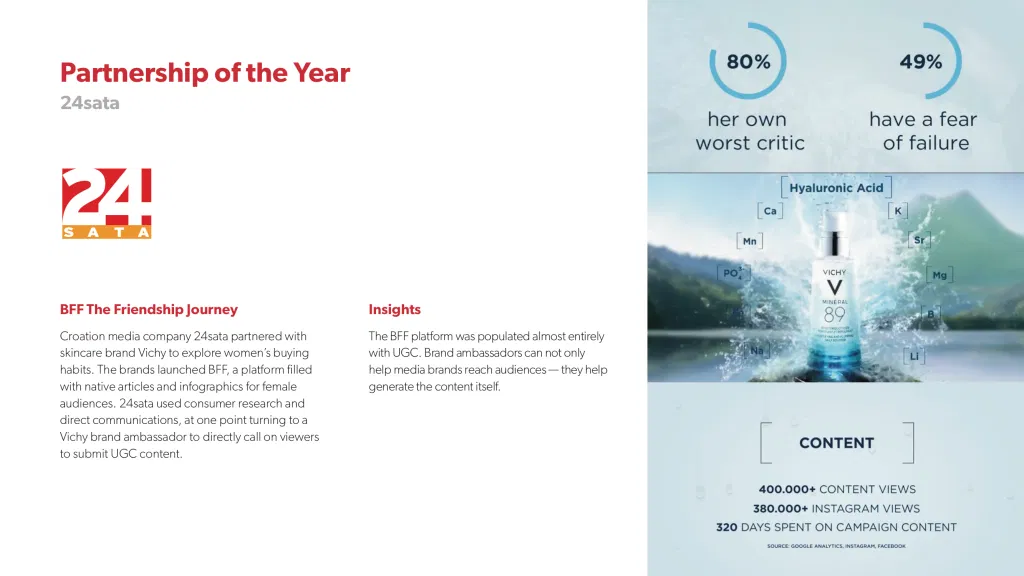 Partnership of the Year
24sata
24
SATA
BFF The Friendship Journey
Croation media company 24sata partnered with
skincare brand Vichy to explore women’s buying
habits. The brands launched BFF, a platform filled
with native articles and infographics for female
audiences. 24sata used consumer research and
direct communications, at one point turning to a
Vichy brand ambassador to directly call on viewers
to submit UGC content.
Insights
The BFF platform was populated almost entirely
with UGC. Brand ambassadors can not only
help media brands reach audiences — they help
generate the content itself.
80%
her own
worst critic
49%
have a fear
of failure
Hyaluronic Acid
Ca
K
Mn
Sr
PO
Mg
B
Na
Li
VICHY
V
MINERAL
89
CONTENT
400.000+ CONTENT VIEWS
380.000+ INSTAGRAM VIEWS
320 DAYS SPENT ON CAMPAIGN CONTENT
SOURCE: GOOGLE ANALYTICS, INSTAGRAM, FACEBOOK